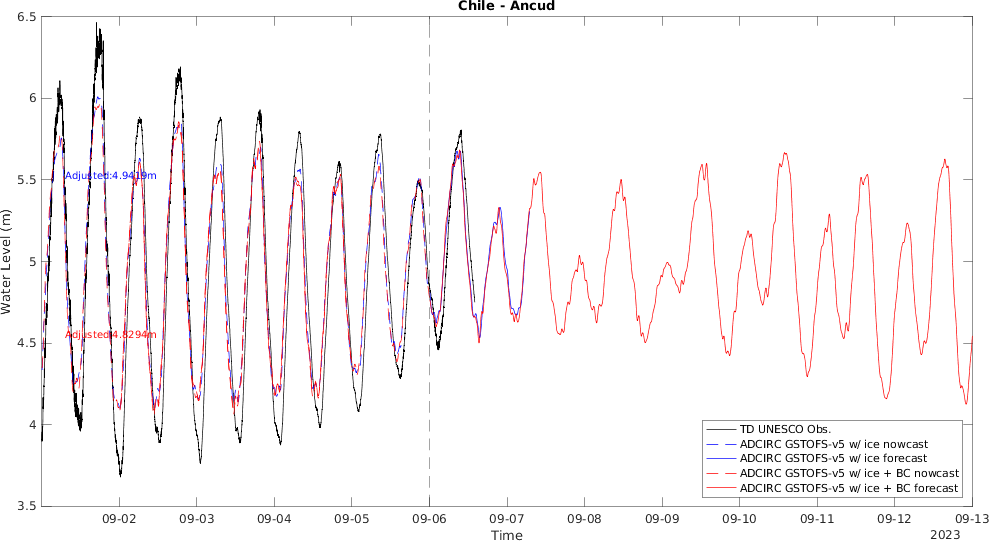 Chile - Ancud
6.5
6
5.5
5
4.5
4
3.5
Water Level (m)
Adjusted:4.9419m
Adjusted:4.8294m
TD UNESCO Obs.
ADCIRC GSTOFS-v5 w/ ice nowcast
ADCIRC GSTOFS-v5 w/ ice forecast
ADCIRC GSTOFS-v5 w/ ice + BC nowcast
ADCIRC GSTOFS-v5 w/ ice + BC forecast
09-02 09-03 09-04 09-05 09-06 09-07 09-08 09-09 09-10 09-11 09-12 09-13
Time
2023